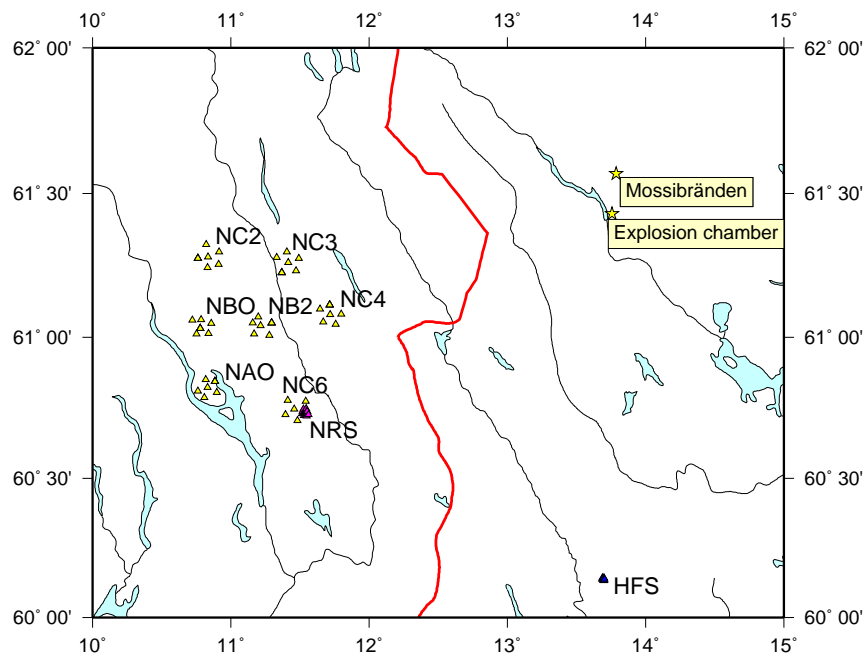 10˚ 11˚ 12˚ 13˚ 14˚ 15˚
62˚ 00' 62˚ 00'
61˚ 30' 61˚ 30'
Mossibränden
Explosion chamber
NC2 NC3
NBO NB2 NC4
61˚ 00' 61˚ 00'
NAO NC6
NRS
60˚ 30' 60˚ 30'
HFS
60˚ 00' 60˚ 00'
10˚ 11˚ 12˚ 13˚ 14˚ 15˚